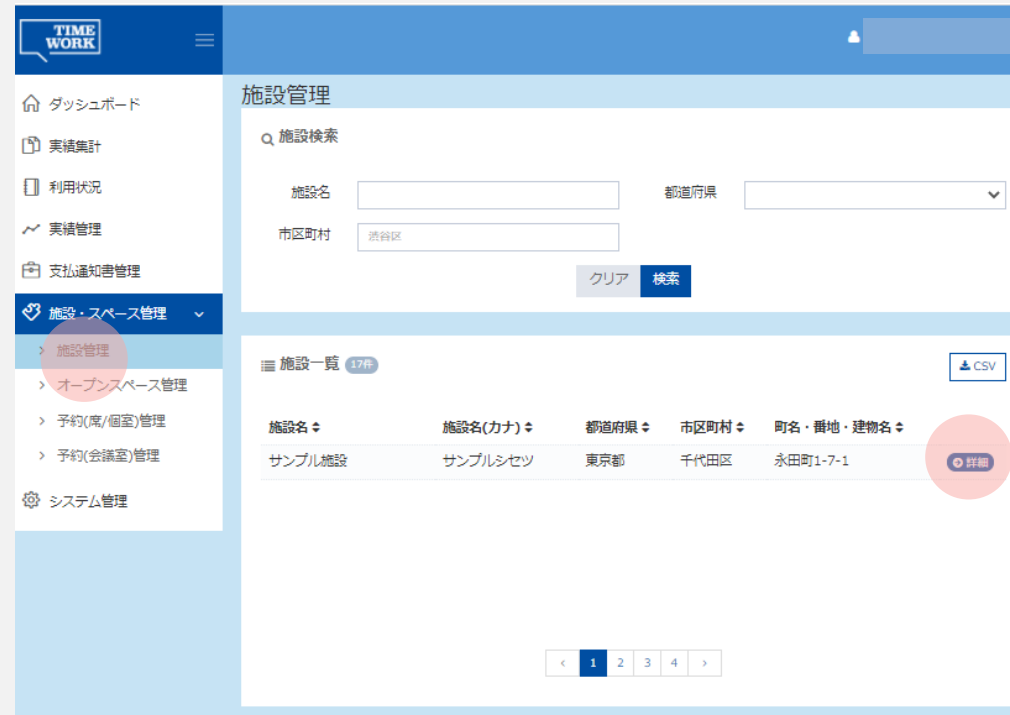 TIME
WORK
ダッシュボード
実績集計
利用状況
実績管理
支払通知書管理
施設・スペース管理
施設管理
オープンスペース管理
予約(席/個室)管理
予約(会議室)管理
システム管理
施設管理
施設検索
施設名
都道府県
市区町村 渋谷区
クリア 検索
施設一覧 17件
CSV
施設名 施設名(カナ) 都道府県 市区町村 町名・番地・建物名
サンプル施設 サンプルシセツ 東京都 千代田区 永田町1-7-1 詳細
‹ 1 2 3 4 ›